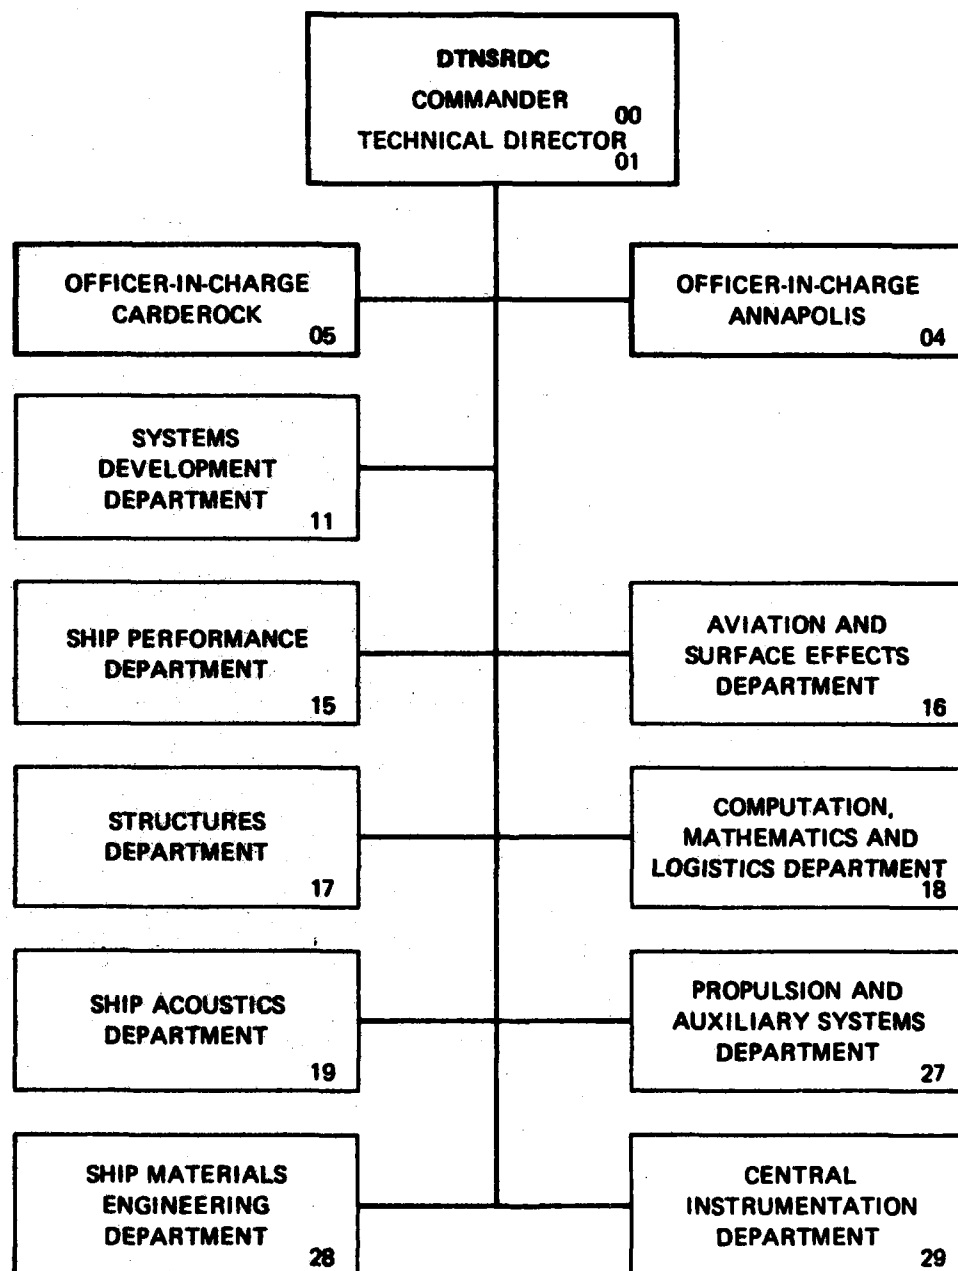 DTNSRDC
COMMANDER
00
TECHNICAL DIRECTOR
01
OFFICER-IN-CHARGE
CARDEROCK
05
OFFICER-IN-CHARGE
ANNAPOLIS
04
SYSTEMS
DEVELOPMENT
DEPARTMENT
11
SHIP PERFORMANCE
DEPARTMENT
15
AVIATION AND
SURFACE EFFECTS
DEPARTMENT
16
STRUCTURES
DEPARTMENT
17
COMPUTATION,
MATHEMATICS AND
LOGISTICS DEPARTMENT
18
SHIP ACOUSTICS
DEPARTMENT
19
PROPULSION AND
AUXILIARY SYSTEMS
DEPARTMENT
27
SHIP MATERIALS
ENGINEERING
DEPARTMENT
28
CENTRAL
INSTRUMENTATION
DEPARTMENT
29